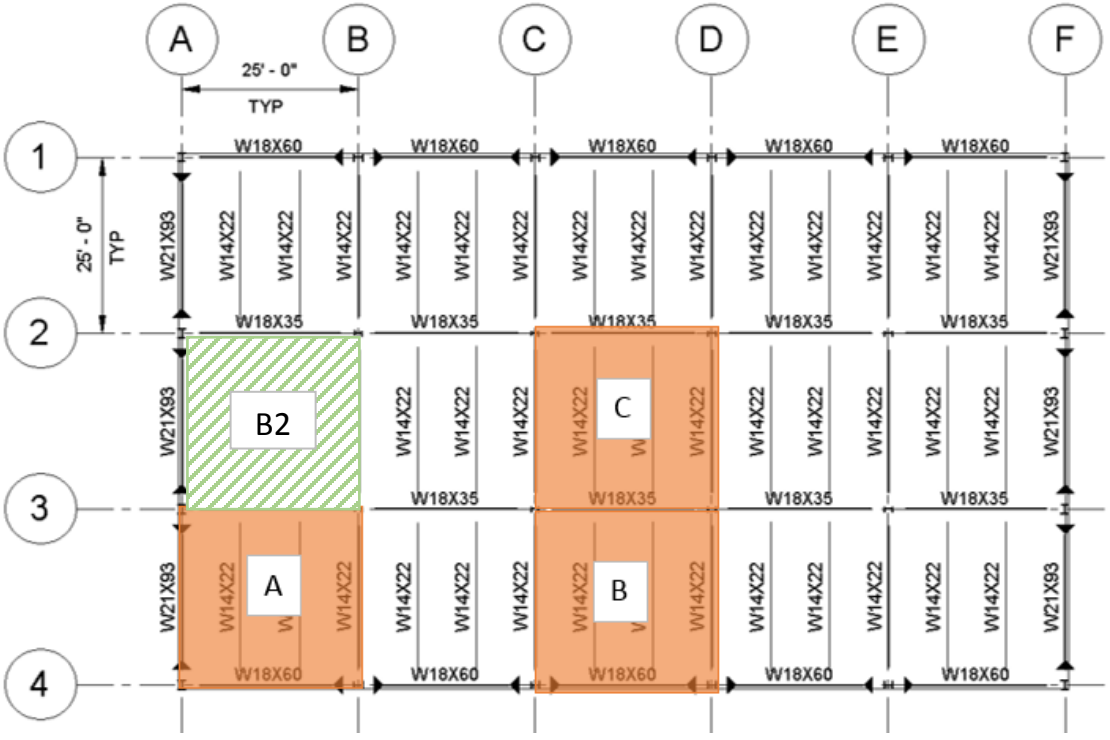 A B C D E F
25' - 0"
TYP
1
W18X60 W18X60 W18X60 W18X60 W18X60
25' - 0"
TYP
W21X93 W14X22 W14X22 W14X22 W14X22 W14X22 W14X22 W14X22 W14X22 W14X22 W14X22 W14X22 W14X22 W14X22 W14X22 W21X93
2
W18X35 W18X35 W18X35 W18X35 W18X35
W21X93 B2 W14X22 W14X22 W14X22 W14X22 C W14X22 W14X22 W14X22 W14X22 W14X22 W14X22 W21X93
3
W18X35 W18X35 W18X35 W18X35
W21X93 W14X22 A W14X22 W14X22 W14X22 W14X22 W14X22 B W14X22 W14X22 W14X22 W14X22 W14X22 W14X22 W21X93
4
W18X60 W18X60 W18X60 W18X60 W18X60